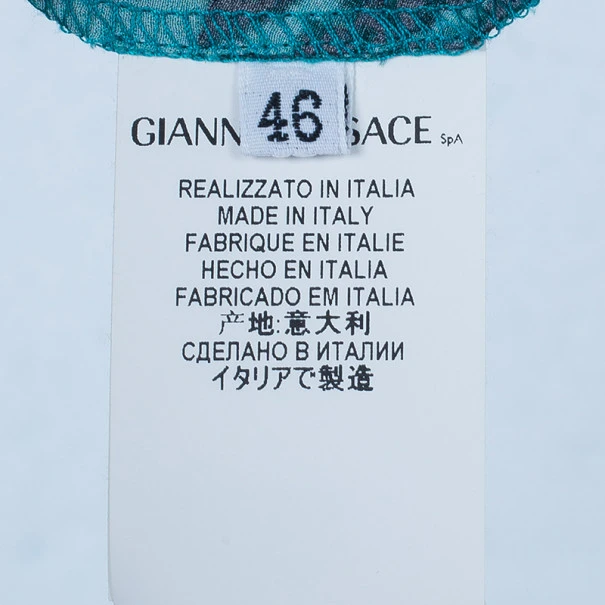 46
GIANN SACE SpA
REALIZZATO IN ITALIA
MADE IN ITALY
FABRIQUE EN ITALIE
HECHO EN ITALIA
FABRICADO EM ITALIA
产地:意大利
СДЕЛАНО В ИТАЛИИ
イタリアで製造